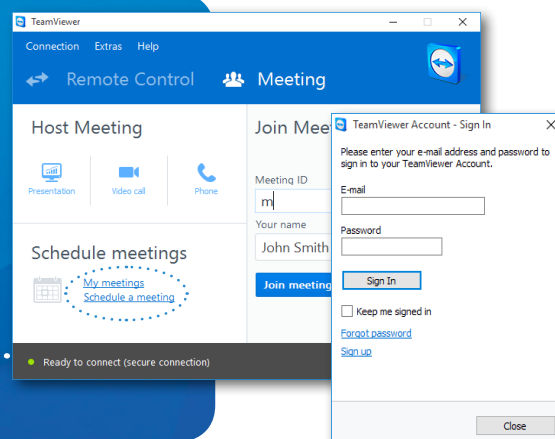 TeamViewer
Connection Extras Help
Remote Control Meeting
Host Meeting
Presentation Video call Phone
Schedule meetings
My meetings
Schedule a meeting
Join Mee
Meeting ID
m
Your name
John Smith
Join meeting
Ready to connect (secure connection)
TeamViewer Account - Sign In
Please enter your e-mail address and password to
sign in to your TeamViewer Account.
E-mail
Password
Sign In
Keep me signed in
Forgot password
Sign up
Close